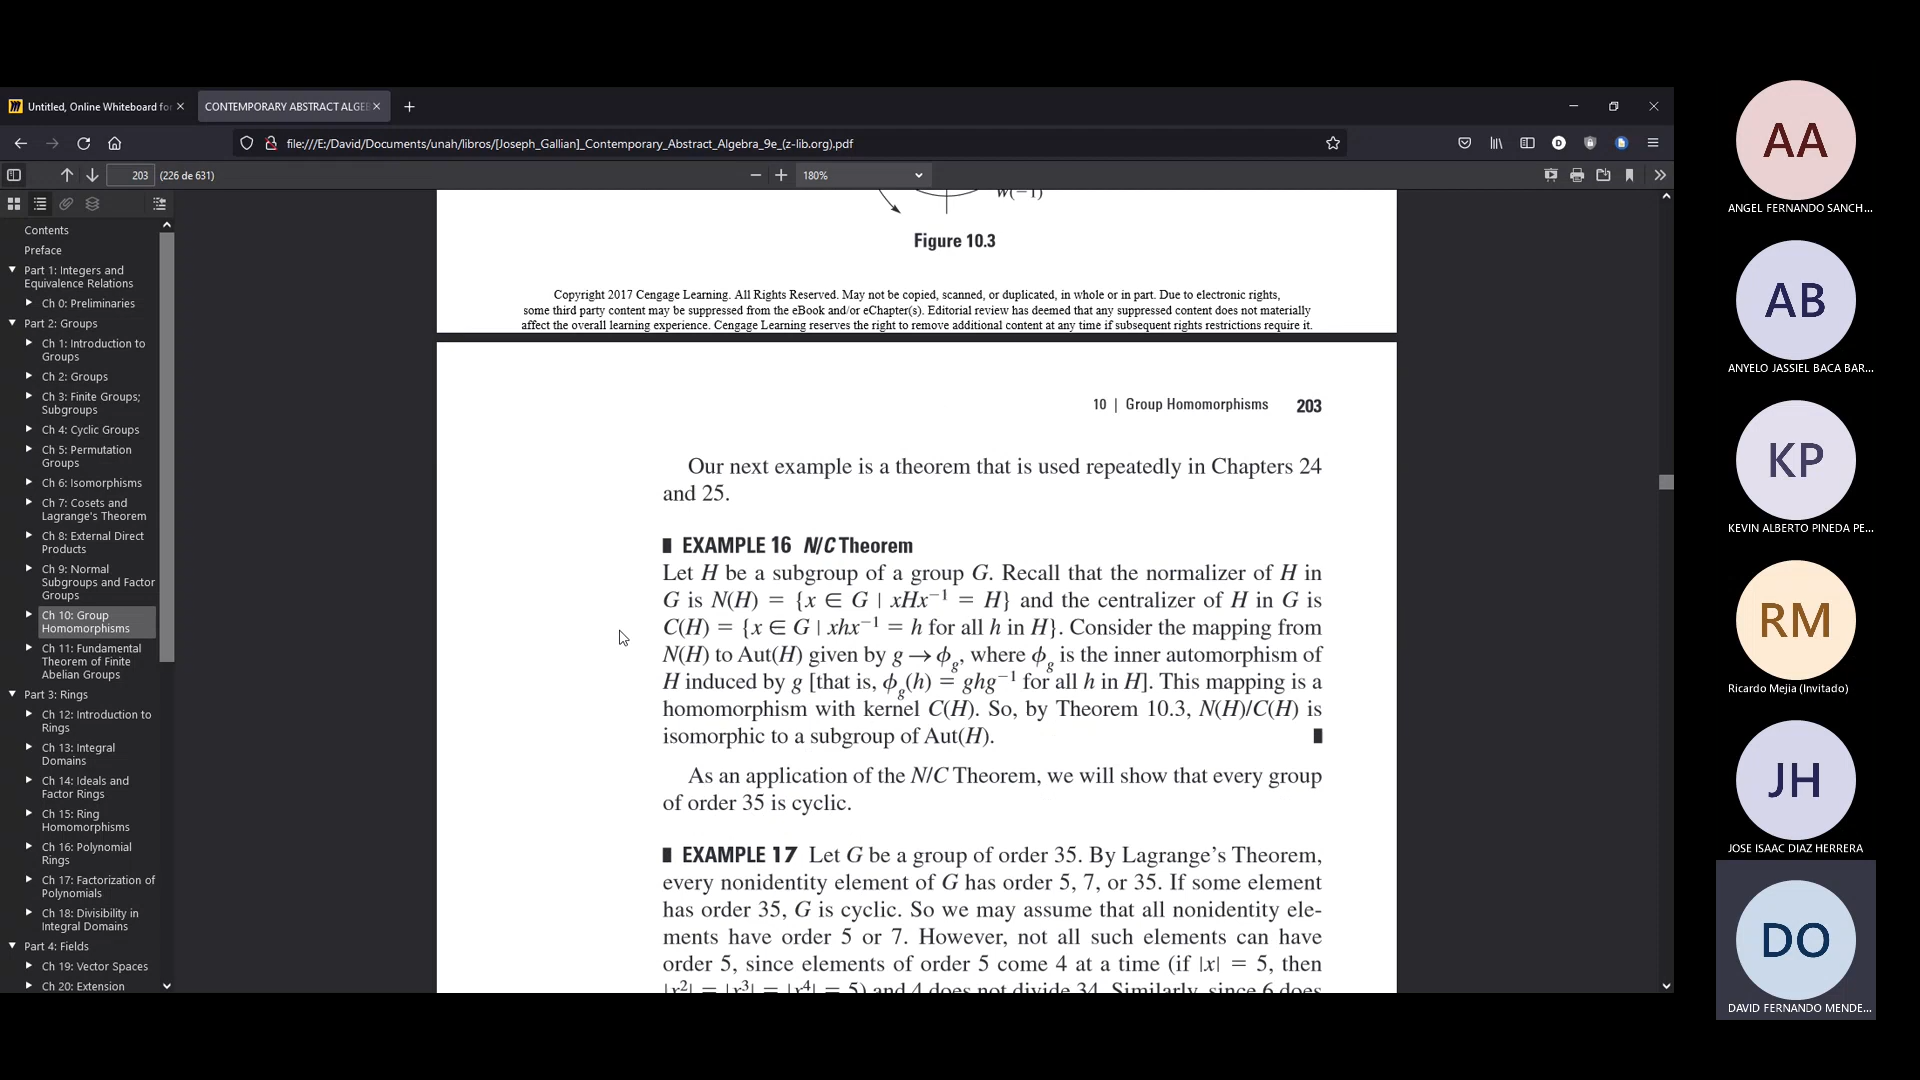 Untitled, Online Whiteboard fo
CONTEMPORARY ABSTRACT ALGE
file:///E:/David/Documents/unah/libros/[Joseph_Gallian]_Contemporary_Abstract_Algebra_9e_(z-lib.org).pdf
203 (226 de 631)
180%
Contents
Preface
Part 1: Integers and
Equivalence Relations
Ch 0: Preliminaries
Part 2: Groups
Ch 1: Introduction to
Groups
Ch 2: Groups
Ch 3: Finite Groups;
Subgroups
Ch 4: Cyclic Groups
Ch 5: Permutation
Groups
Ch 6: Isomorphisms
Ch 7: Cosets and
Lagrange's Theorem
Ch 8: External Direct
Products
Ch 9: Normal
Subgroups and Factor
Groups
Ch 10: Group
Homomorphisms
Ch 11: Fundamental
Theorem of Finite
Abelian Groups
Part 3: Rings
Ch 12: Introduction to
Rings
Ch 13: Integral
Domains
Ch 14: Ideals and
Factor Rings
Ch 15: Ring
Homomorphisms
Ch 16: Polynomial
Rings
Ch 17: Factorization of
Polynomials
Ch 18: Divisibility in
Integral Domains
Part 4: Fields
Ch 19: Vector Spaces
Ch 20: Extension
W(−1)
Figure 10.3
Copyright 2017 Cengage Learning. All Rights Reserved. May not be copied, scanned, or duplicated, in whole or in part. Due to electronic rights,
some third party content may be suppressed from the eBook and/or eChapter(s). Editorial review has deemed that any suppressed content does not materially
affect the overall learning experience. Cengage Learning reserves the right to remove additional content at any time if subsequent rights restrictions require it.
10 | Group Homomorphisms 203
Our next example is a theorem that is used repeatedly in Chapters 24
and 25.
EXAMPLE 16 N/C Theorem
Let H be a subgroup of a group G. Recall that the normalizer of H in
G is N(H) = {x ∈ G | xHx⁻¹ = H} and the centralizer of H in G is
C(H) = {x ∈ G | xhx⁻¹ = h for all h in H}. Consider the mapping from
N(H) to Aut(H) given by g → ϕ_g, where ϕ_g is the inner automorphism of
H induced by g [that is, ϕ_g(h) = ghg⁻¹ for all h in H]. This mapping is a
homomorphism with kernel C(H). So, by Theorem 10.3, N(H)/C(H) is
isomorphic to a subgroup of Aut(H).
As an application of the N/C Theorem, we will show that every group
of order 35 is cyclic.
EXAMPLE 17 Let G be a group of order 35. By Lagrange's Theorem,
every nonidentity element of G has order 5, 7, or 35. If some element
has order 35, G is cyclic. So we may assume that all nonidentity ele-
ments have order 5 or 7. However, not all such elements can have
order 5, since elements of order 5 come 4 at a time (if |x| = 5, then
|x²| = |x³| = |x⁴| = 5) and 4 does not divide 34. Similarly, since 6 does
AA
ANGEL FERNANDO SANCH...
AB
ANYELO JASSIEL BACA BAR...
KP
KEVIN ALBERTO PINEDA PE...
RM
Ricardo Mejia (Invitado)
JH
JOSE ISAAC DIAZ HERRERA
DO
DAVID FERNANDO MENDE...